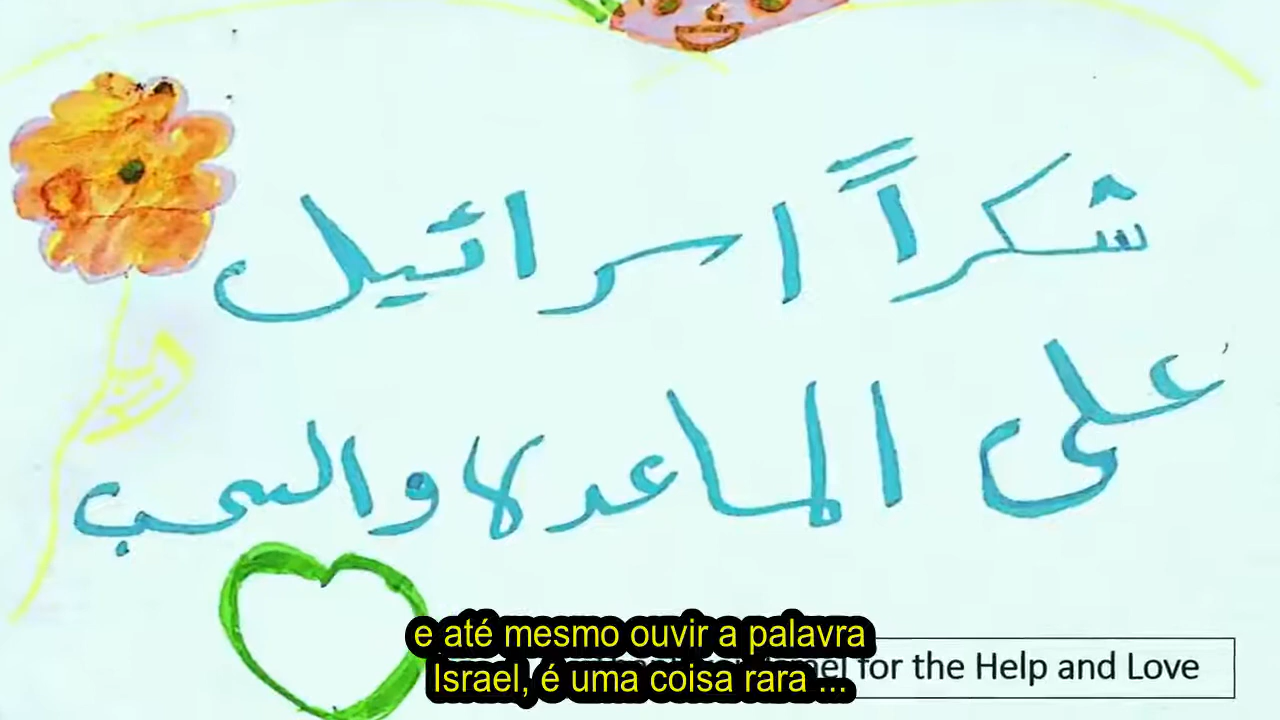 شكراً اسرائيل
على الماعدة والحب
e até mesmo ouvir a palavra
Israel, é uma coisa rara ...
for the Help and Love